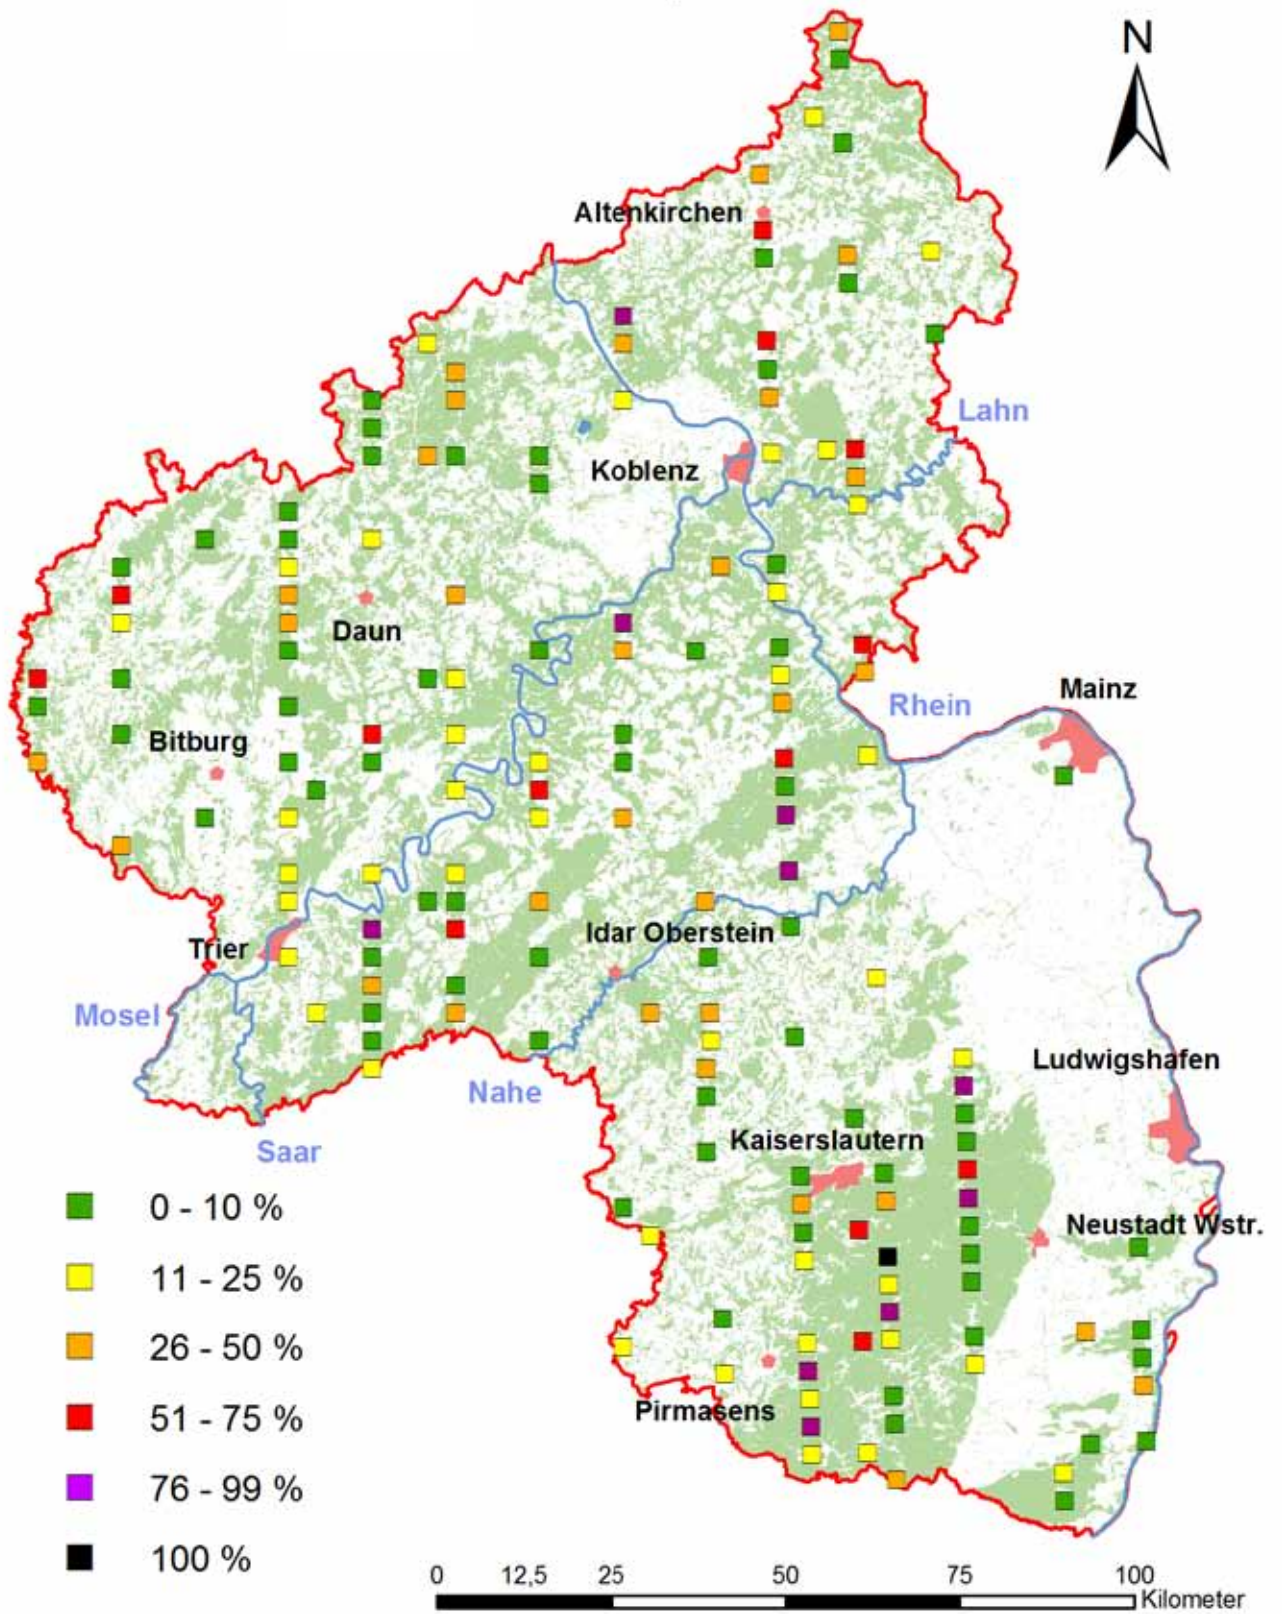 N
Altenkirchen
Lahn
Koblenz
Daun
Mainz
Rhein
Bitburg
Idar Oberstein
Trier
Mosel
Ludwigshafen
Nahe
Kaiserslautern
Saar
0 - 10 %
Neustadt Wstr.
11 - 25 %
26 - 50 %
Pirmasens
51 - 75 %
76 - 99 %
100 %
0 12,5 25 50 75 100
Kilometer